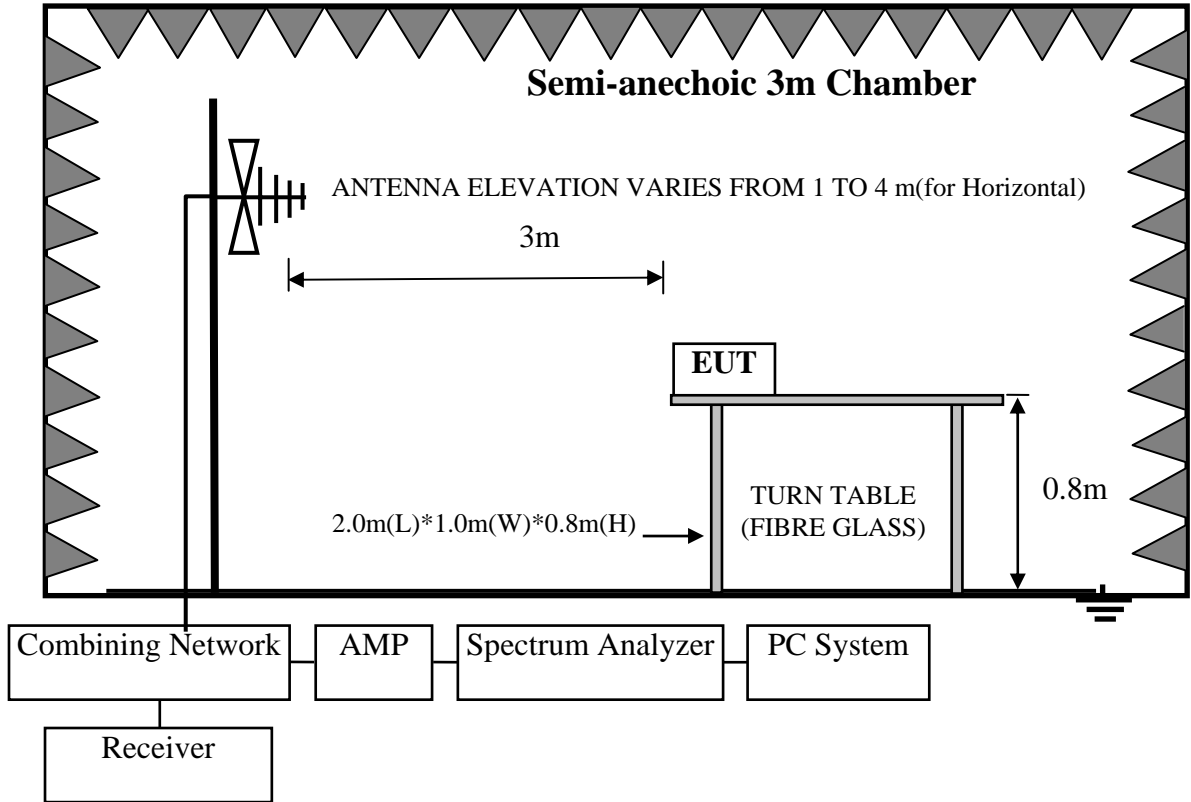 Semi-anechoic 3m Chamber
ANTENNA ELEVATION VARIES FROM 1 TO 4 m(for Horizontal)
3m
EUT
TURN TABLE
(FIBRE GLASS)
2.0m(L)*1.0m(W)*0.8m(H)
0.8m
Combining Network
AMP
Spectrum Analyzer
PC System
Receiver